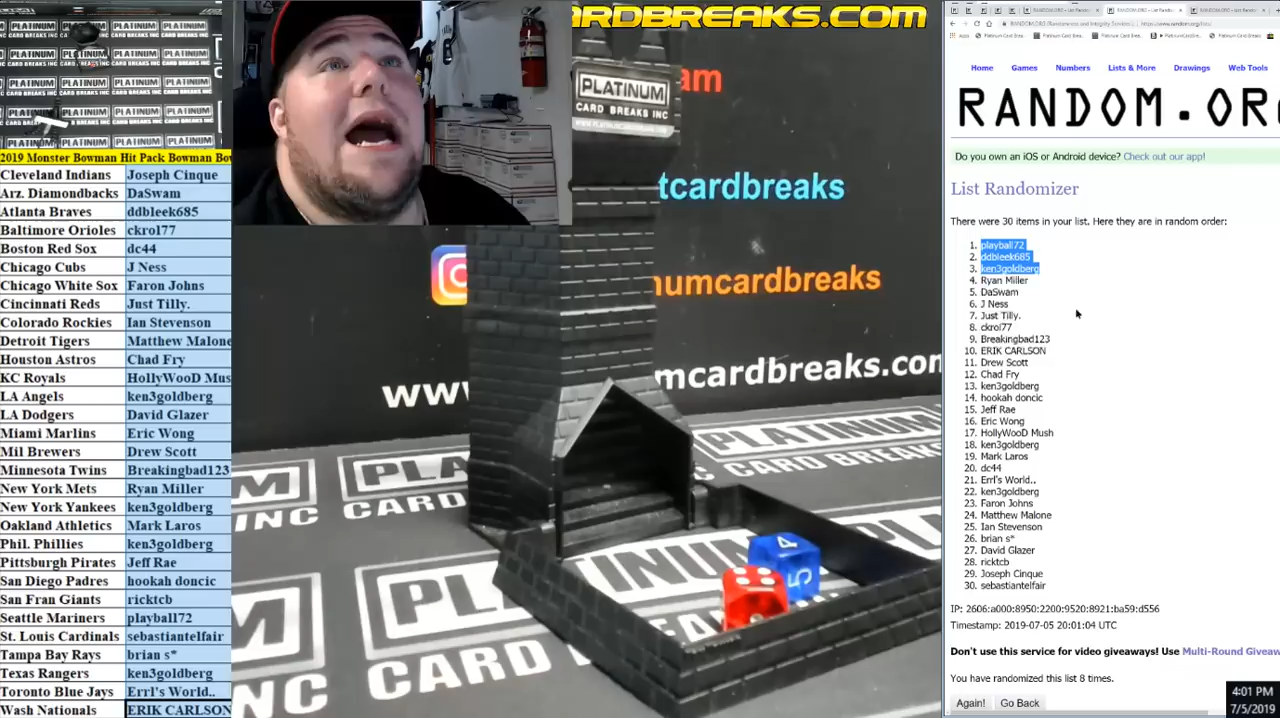 2019 Monster Bowman Hit Pack Bowman Bow
Cleveland Indians Joseph Cinque
Arz. Diamondbacks DaSwam
Atlanta Braves ddbleek685
Baltimore Orioles ckrol77
Boston Red Sox dc44
Chicago Cubs J Ness
Chicago White Sox Faron Johns
Cincinnati Reds Just Tilly.
Colorado Rockies Ian Stevenson
Detroit Tigers Matthew Malone
Houston Astros Chad Fry
KC Royals HollyWooD Mus
LA Angels ken3goldberg
LA Dodgers David Glazer
Miami Marlins Eric Wong
Mil Brewers Drew Scott
Minnesota Twins Breakingbad123
New York Mets Ryan Miller
New York Yankees ken3goldberg
Oakland Athletics Mark Laros
Phil. Phillies ken3goldberg
Pittsburgh Pirates Jeff Rae
San Diego Padres hookah doncic
San Fran Giants ricktcb
Seattle Mariners playball72
St. Louis Cardinals sebastiantelfair
Tampa Bay Rays brian s*
Texas Rangers ken3goldberg
Toronto Blue Jays Errl's World..
Wash Nationals ERIK CARLSON
ARDBREAKS.COM
PLATINUM
CARD BREAKS INC
am
tcardbreaks
numcardbreaks
www
mcardbreaks.con
4
5
Home Games Numbers Lists & More Drawings Web Tools
RANDOM.OR
Do you own an iOS or Android device? Check out our app!
List Randomizer
There were 30 items in your list. Here they are in random order:
1. playball72
2. ddbleek685
3. ken3goldberg
4. Ryan Miller
5. DaSwam
6. J Ness
7. Just Tilly.
8. ckrol77
9. Breakingbad123
10. ERIK CARLSON
11. Drew Scott
12. Chad Fry
13. ken3goldberg
14. hookah doncic
15. Jeff Rae
16. Eric Wong
17. HollyWooD Mush
18. ken3goldberg
19. Mark Laros
20. dc44
21. Errl's World..
22. ken3goldberg
23. Faron Johns
24. Matthew Malone
25. Ian Stevenson
26. brian s*
27. David Glazer
28. ricktcb
29. Joseph Cinque
30. sebastiantelfair
IP: 2606:a000:8950:2200:9520:8921:ba59:d556
Timestamp: 2019-07-05 20:01:04 UTC
Don't use this service for video giveaways! Use Multi-Round Giveaw
You have randomized this list 8 times.
Again! Go Back
4:01 PM
7/5/2019